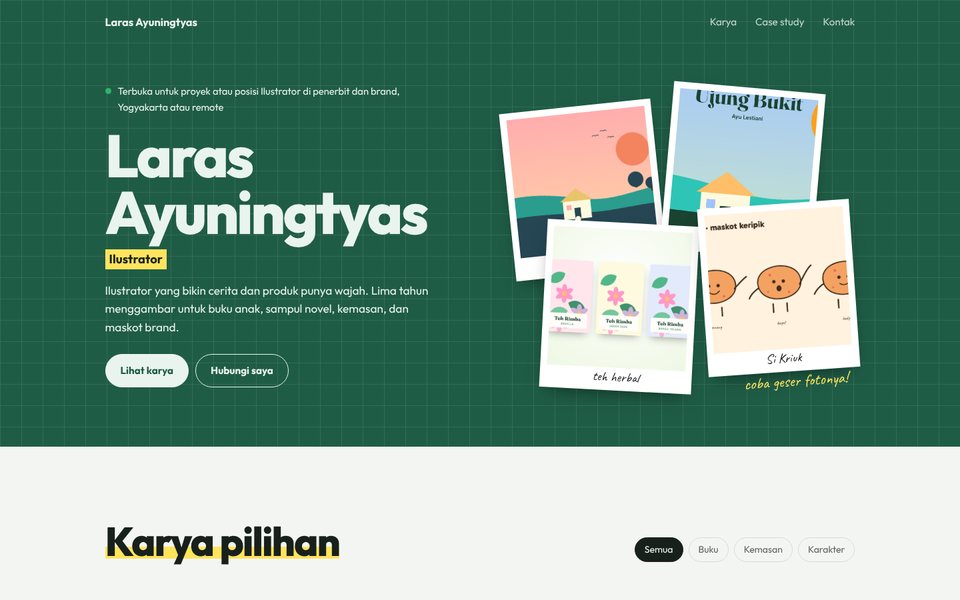 Laras Ayuningtyas
Karya Case study Kontak
Terbuka untuk proyek atau posisi Ilustrator di penerbit dan brand,
Yogyakarta atau remote
Laras
Ayuningtyas
Ilustrator
Ilustrator yang bikin cerita dan produk punya wajah. Lima tahun
menggambar untuk buku anak, sampul novel, kemasan, dan
maskot brand.
Lihat karya
Hubungi saya
Ujung Bukit
Ayu Lestiani
maskot keripik
Teh Rimba
Teh Rimba
Teh Rimba
teh herbal
Si Kriuk
coba geser fotonya!
Karya pilihan
Semua Buku Kemasan Karakter